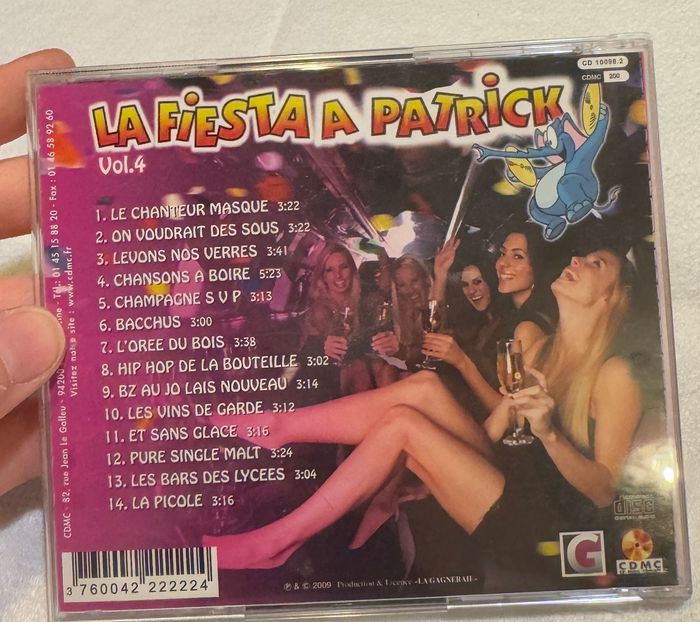 CD 10098.2
CDMC 200
LA FIESTA A PATRICK
Vol.4
1. LE CHANTEUR MASQUE 3:22
2. ON VOUDRAIT DES SOUS 3:22
3. LEVONS NOS VERRES 3:41
4. CHANSONS A BOIRE 5:23
5. CHAMPAGNE S V P 3:13
6. BACCHUS 3:00
7. L'OREE DU BOIS 3:38
8. HIP HOP DE LA BOUTEILLE 3:02
9. BZ AU JO LAIS NOUVEAU 3:14
10. LES VINS DE GARDE 3:12
11. ET SANS GLACE 3:16
12. PURE SINGLE MALT 3:24
13. LES BARS DES LYCEES 3:04
14. LA PICOLE 3:16
CDMC - 82, rue Jean Le Galleu - 94200 Tél.: 01 45 15 88 20 - Fax : 01 46 58 92 60
Visitez notre site : www.cdmc.fr
3 760042 222224
℗ & © 2009 Production & Licence «LA GAGNERAIE»
COMPACT
disc
DIGITAL AUDIO
G
CDMC